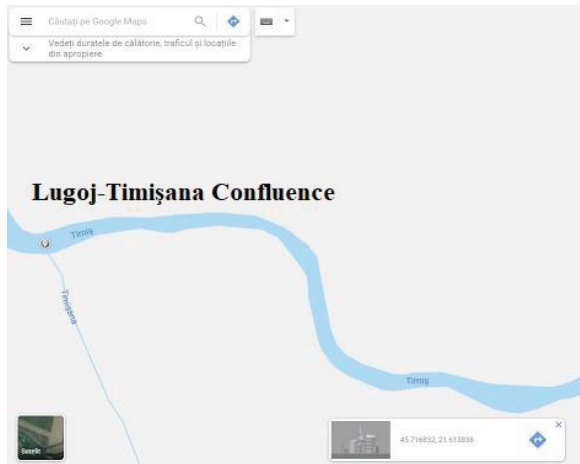 Căutați pe Google Maps
Vedeți duratele de călătorie, traficul și locațiile
din apropiere
Lugoj-Timișana Confluence
Timiș
Timișana
Timiș
Satelit
45.716832, 21.613838